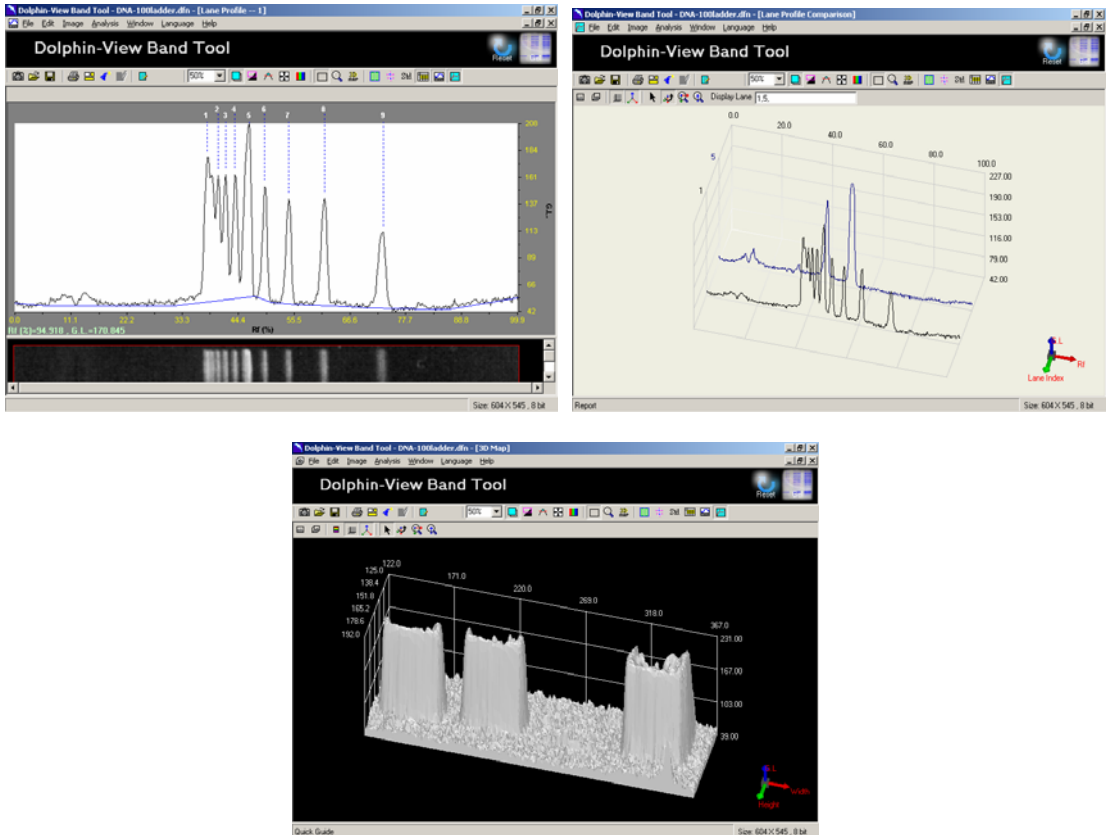 Dolphin-View Band Tool - DNA-100ladder.dfn - [Lane Profile -- 1]
File Edit Image Analysis Window Language Help
Dolphin-View Band Tool
Reset
50%
1 2 3 4 5 6 7 8 9
208
184
161
137
113
89
66
42
G.L.
0.0 11.1 22.2 33.3 44.4 55.5 66.6 77.7 88.8 99.9
Rf (%)=94.918 , G.L.=170.845
Rf (%)
Size: 604 X 545 , 8 bit
Dolphin-View Band Tool - DNA-100ladder.dfn - [Lane Profile Comparison]
File Edit Image Analysis Window Language Help
Dolphin-View Band Tool
Reset
50%
Display Lane 1,5,
0.0 20.0 40.0 60.0 80.0 100.0
5
1
227.00
190.00
153.00
116.00
79.00
42.00
G.L
Rf
Lane Index
Report
Size: 604 X 545 , 8 bit
Dolphin-View Band Tool - DNA-100ladder.dfn - [3D Map]
File Edit Image Analysis Window Language Help
Dolphin-View Band Tool
Reset
50%
122.0 171.0 220.0 269.0 318.0 367.0
125.0
138.4
151.8
165.2
178.6
192.0
231.00
167.00
103.00
39.00
G.L
Width
Height
Quick Guide
Size: 604 X 545 , 8 bit